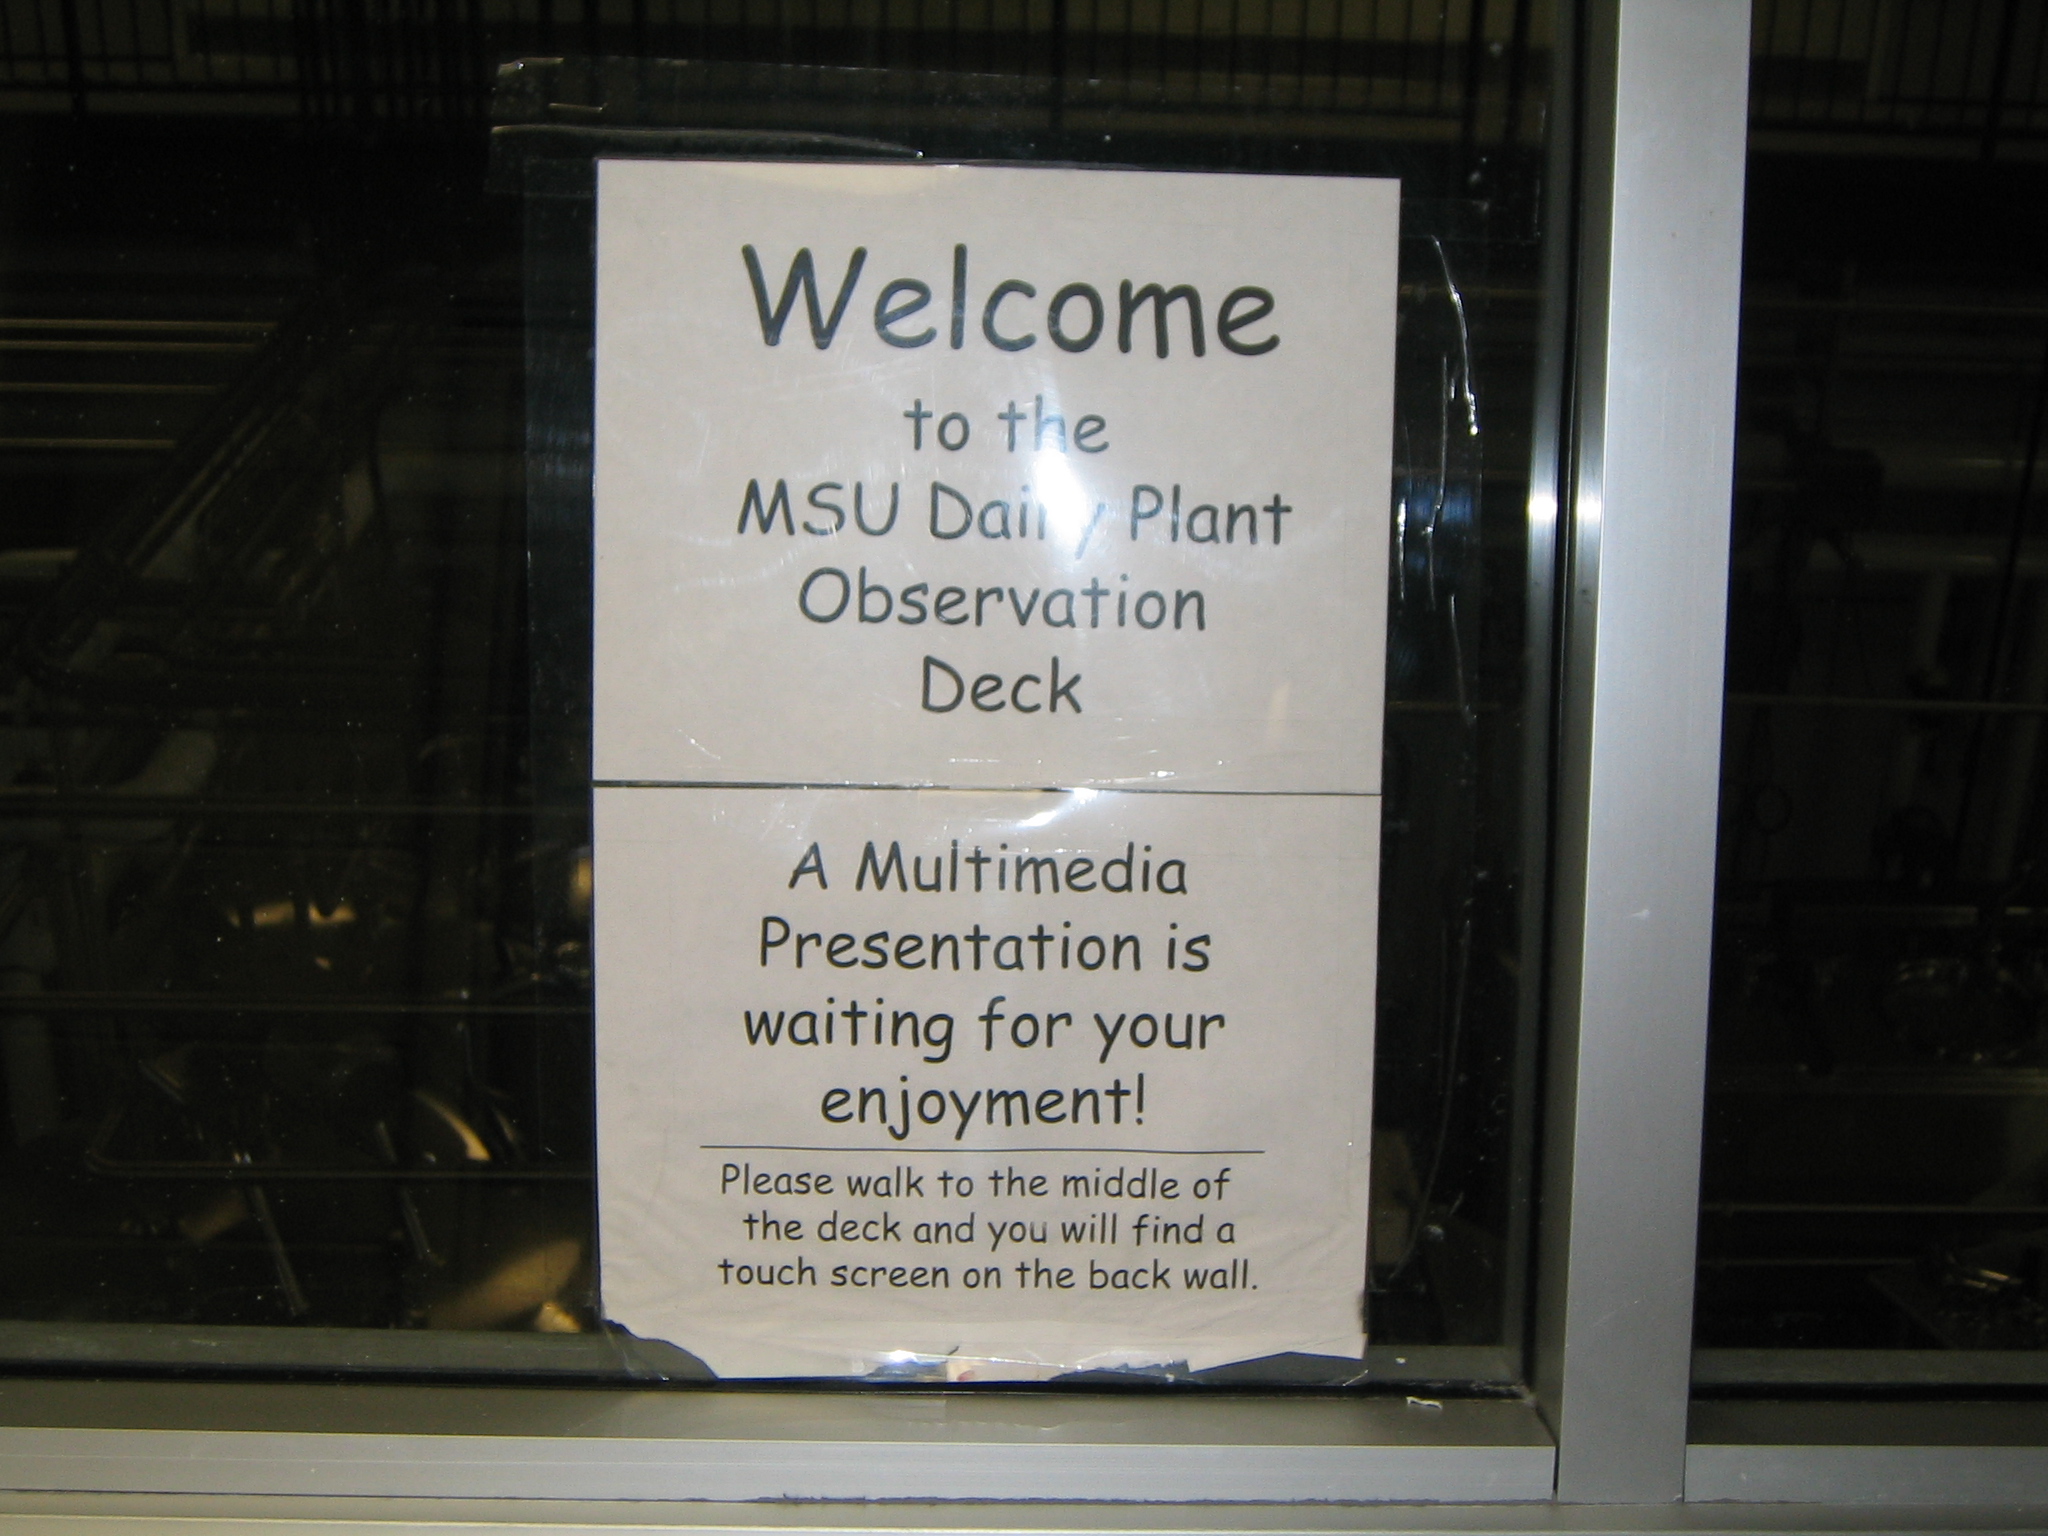 Welcome
to the
MSU Dairy Plant
Observation
Deck
A Multimedia
Presentation is
waiting for your
enjoyment!
Please walk to the middle of
the deck and you will find a
touch screen on the back wall.